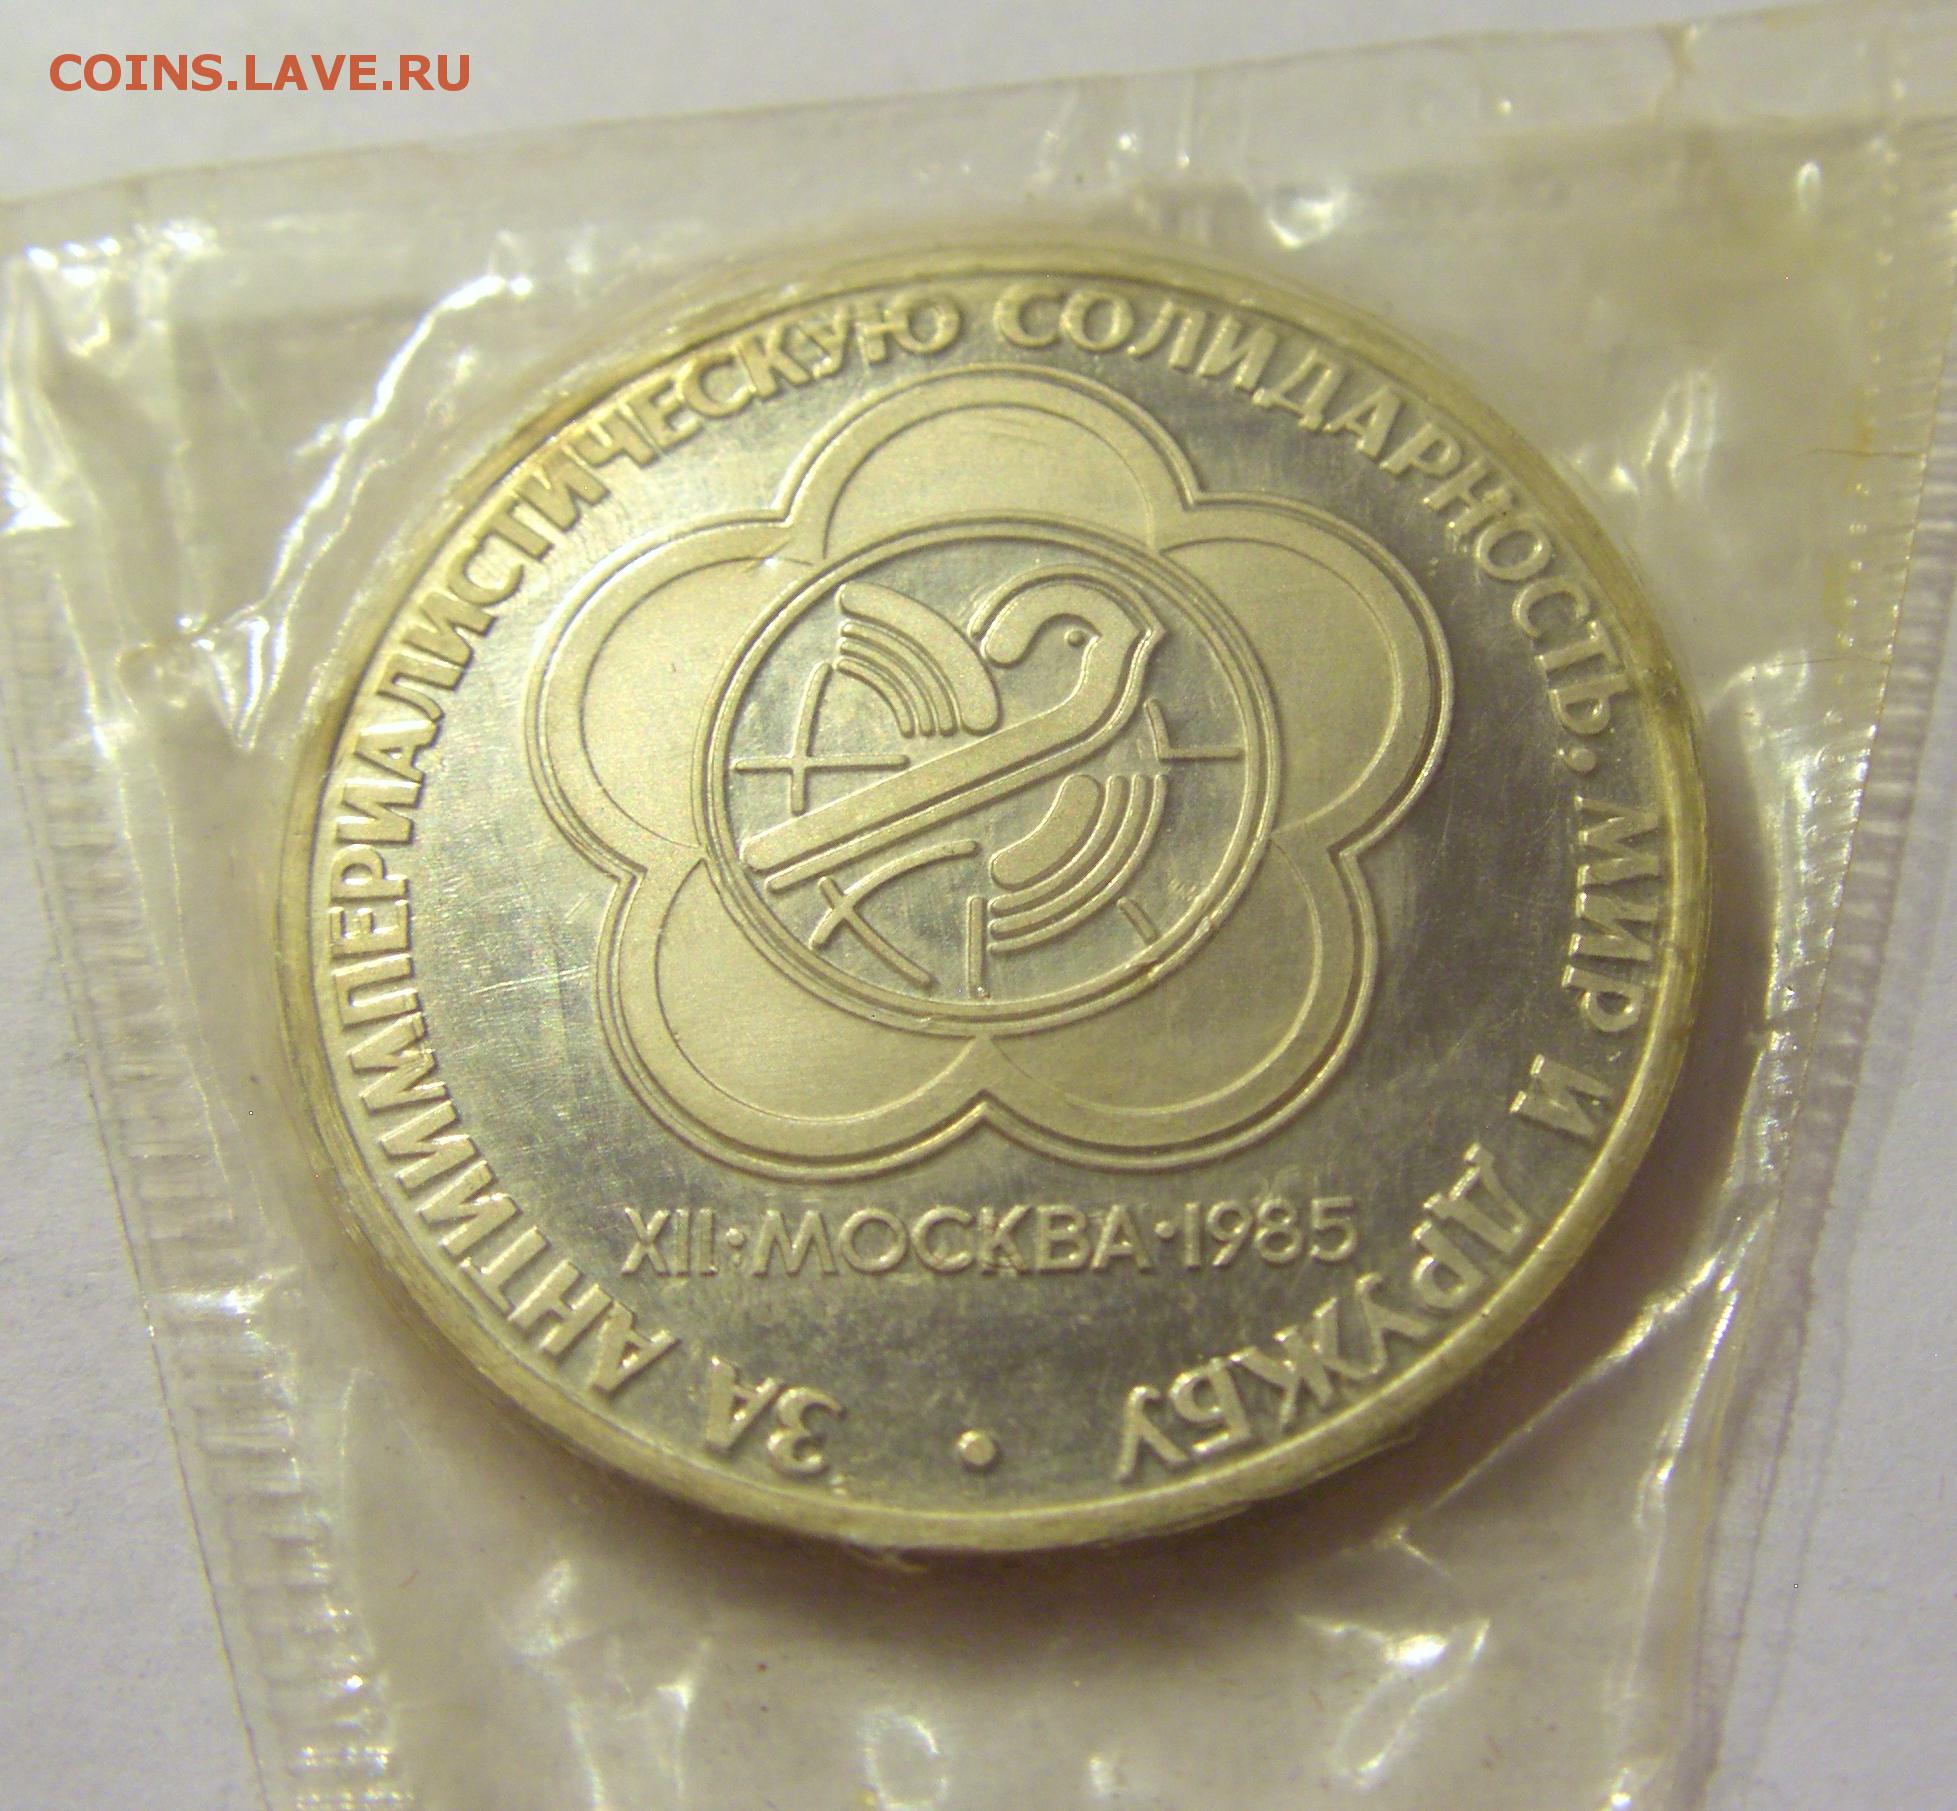 COINS.LAVE.RU
ЗА АНТИИМПЕРИАЛИСТИЧЕСКУЮ СОЛИДАРНОСТЬ, МИР И ДРУЖБУ •
XII•МОСКВА•1985